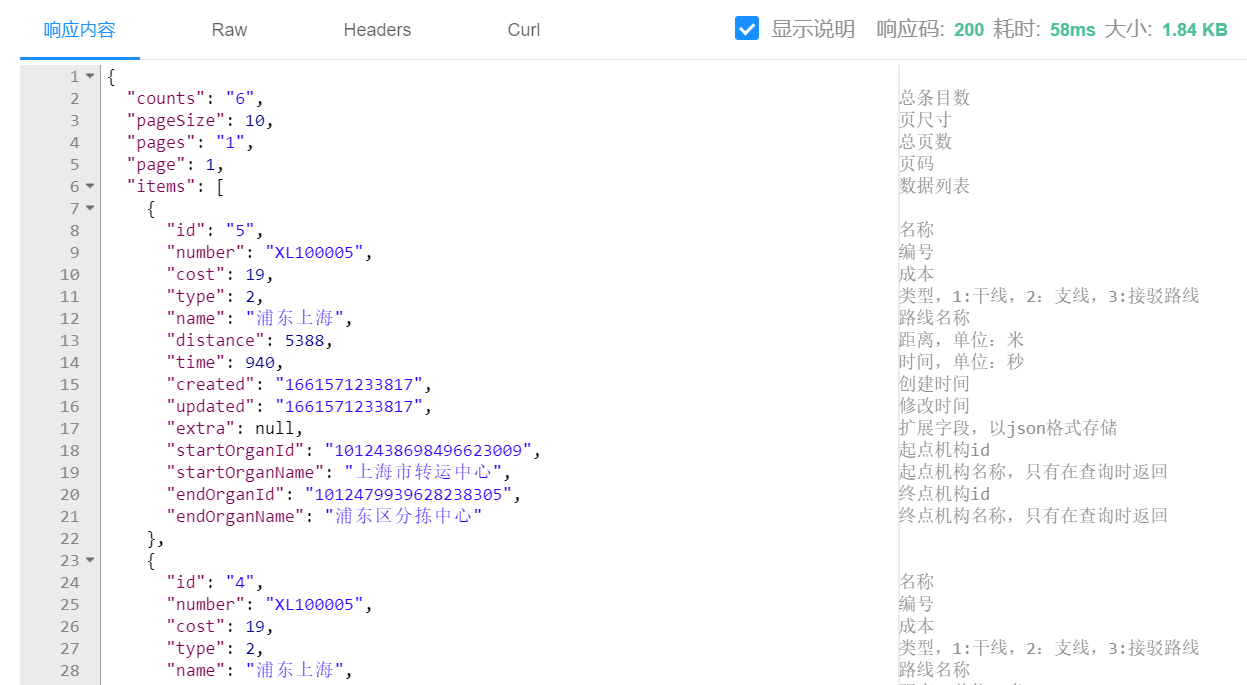 响应内容 Raw Headers Curl 显示说明 响应码: 200 耗时: 58ms 大小: 1.84 KB
1 {
2 "counts": "6", 总条目数
3 "pageSize": 10, 页尺寸
4 "pages": "1", 总页数
5 "page": 1, 页码
6 "items": [ 数据列表
7 {
8 "id": "5", 名称
9 "number": "XL100005", 编号
10 "cost": 19, 成本
11 "type": 2, 类型，1:干线，2：支线，3:接驳路线
12 "name": "浦东上海", 路线名称
13 "distance": 5388, 距离，单位：米
14 "time": 940, 时间，单位：秒
15 "created": "1661571233817", 创建时间
16 "updated": "1661571233817", 修改时间
17 "extra": null, 扩展字段，以json格式存储
18 "startOrganId": "1012438698496623009", 起点机构id
19 "startOrganName": "上海市转运中心", 起点机构名称，只有在查询时返回
20 "endOrganId": "1012479939628238305", 终点机构id
21 "endOrganName": "浦东区分拣中心" 终点机构名称，只有在查询时返回
22 },
23 {
24 "id": "4", 名称
25 "number": "XL100005", 编号
26 "cost": 19, 成本
27 "type": 2, 类型，1:干线，2：支线，3:接驳路线
28 "name": "浦东上海", 路线名称